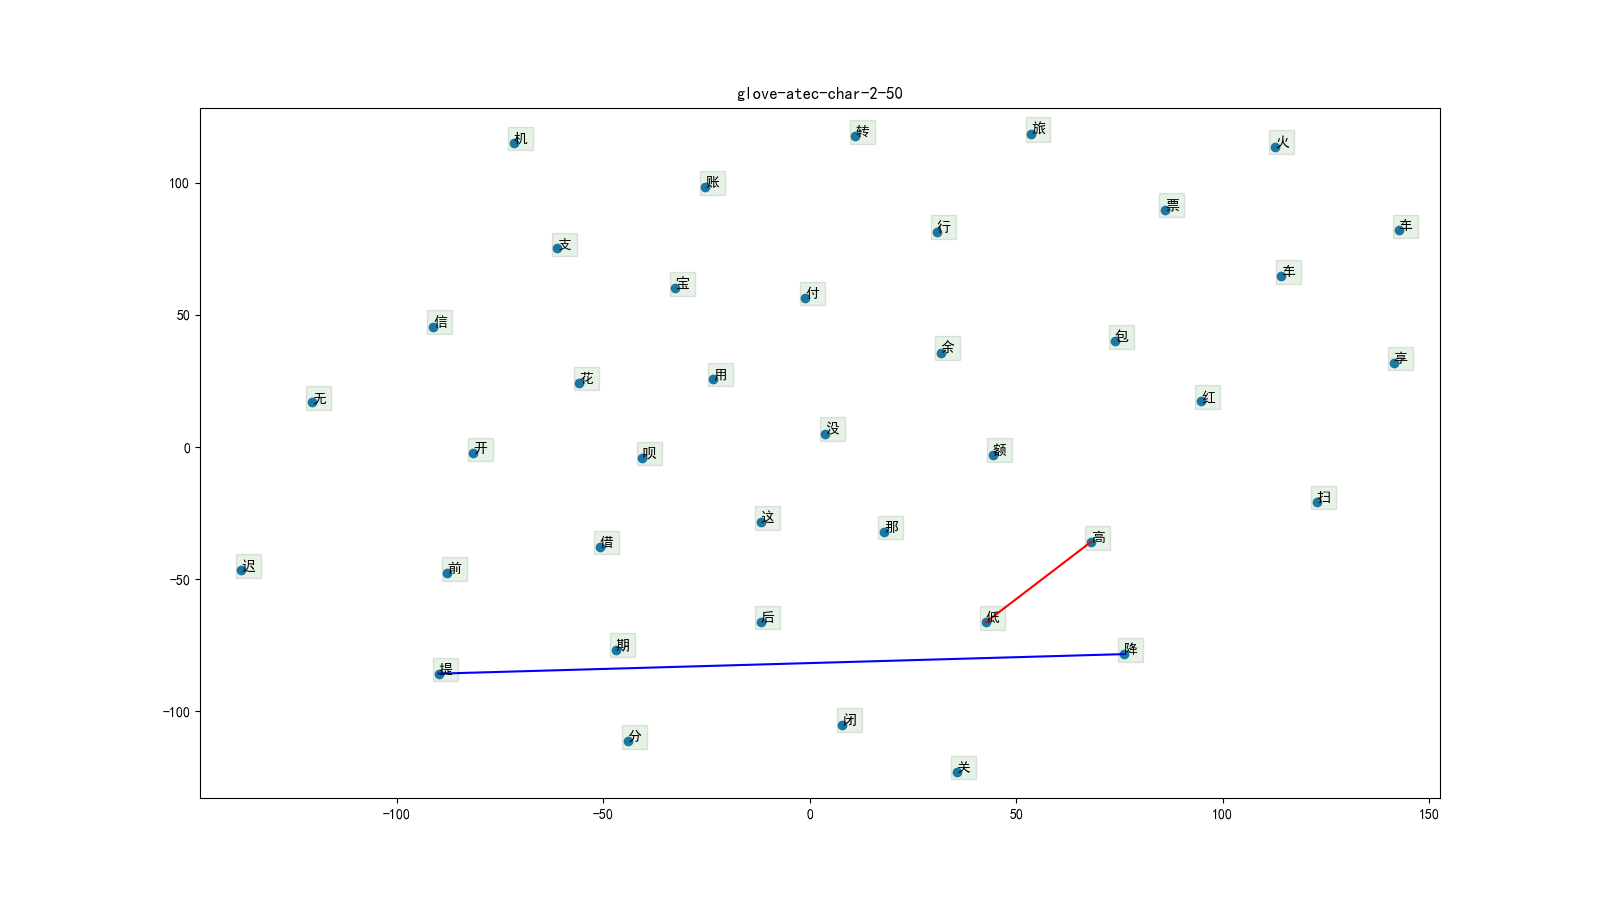 glove-atec-char-2-50
机
转
旅
火
账
票
行
车
支
车
宝
付
信
包
余
享
花
用
无
红
没
开
呗
额
扫
这
那
高
借
迟
前
后
低
期
降
提
闭
分
关
100
50
0
−50
−100
−100
−50
0
50
100
150